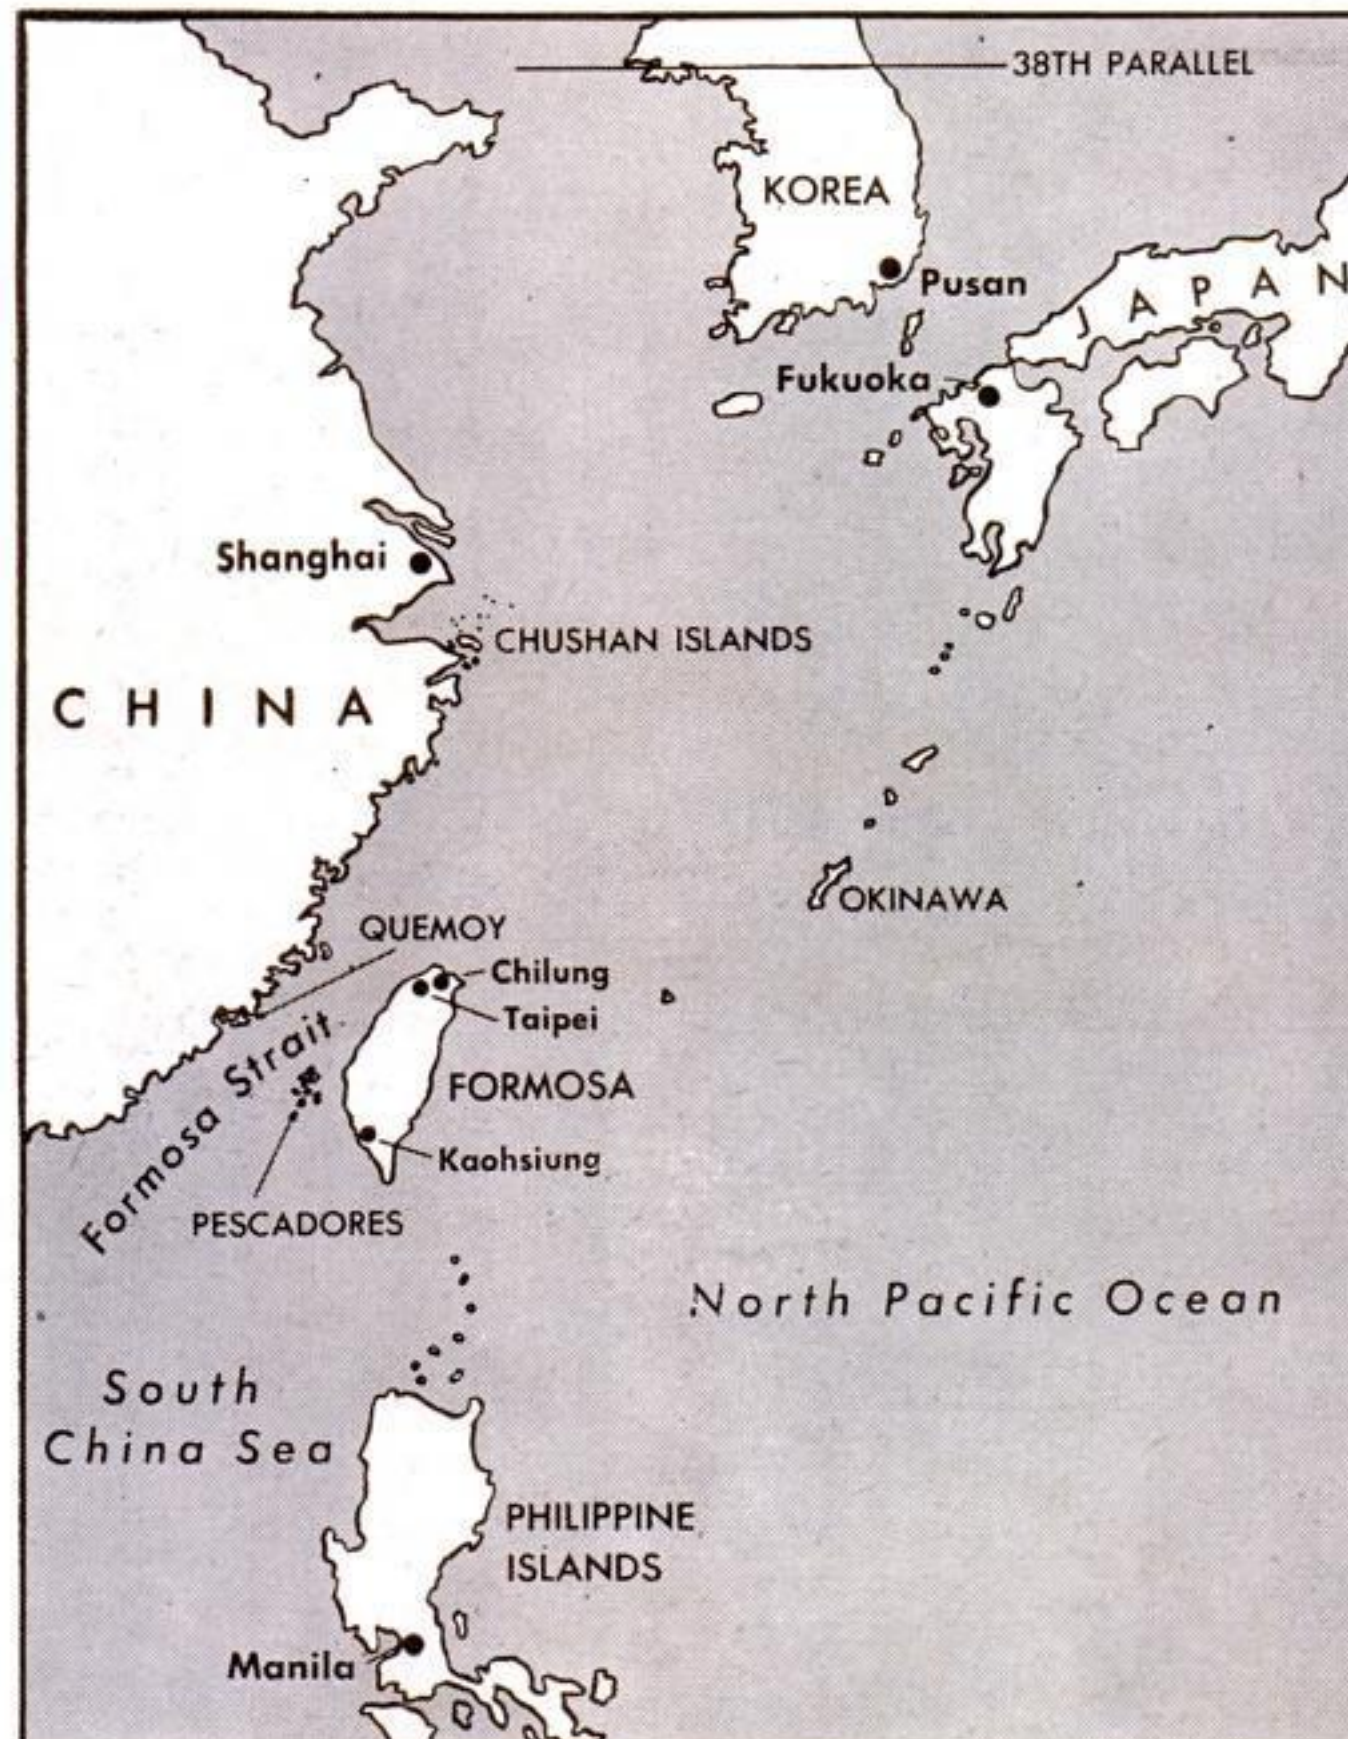 38TH PARALLEL
KOREA
Pusan
JAPAN
Fukuoka
Shanghai
CHUSHAN ISLANDS
CHINA
OKINAWA
QUEMOY
Chilung
Taipei
Formosa Strait
FORMOSA
Kaohsiung
PESCADORES
North Pacific Ocean
South
China Sea
PHILIPPINE
ISLANDS
Manila